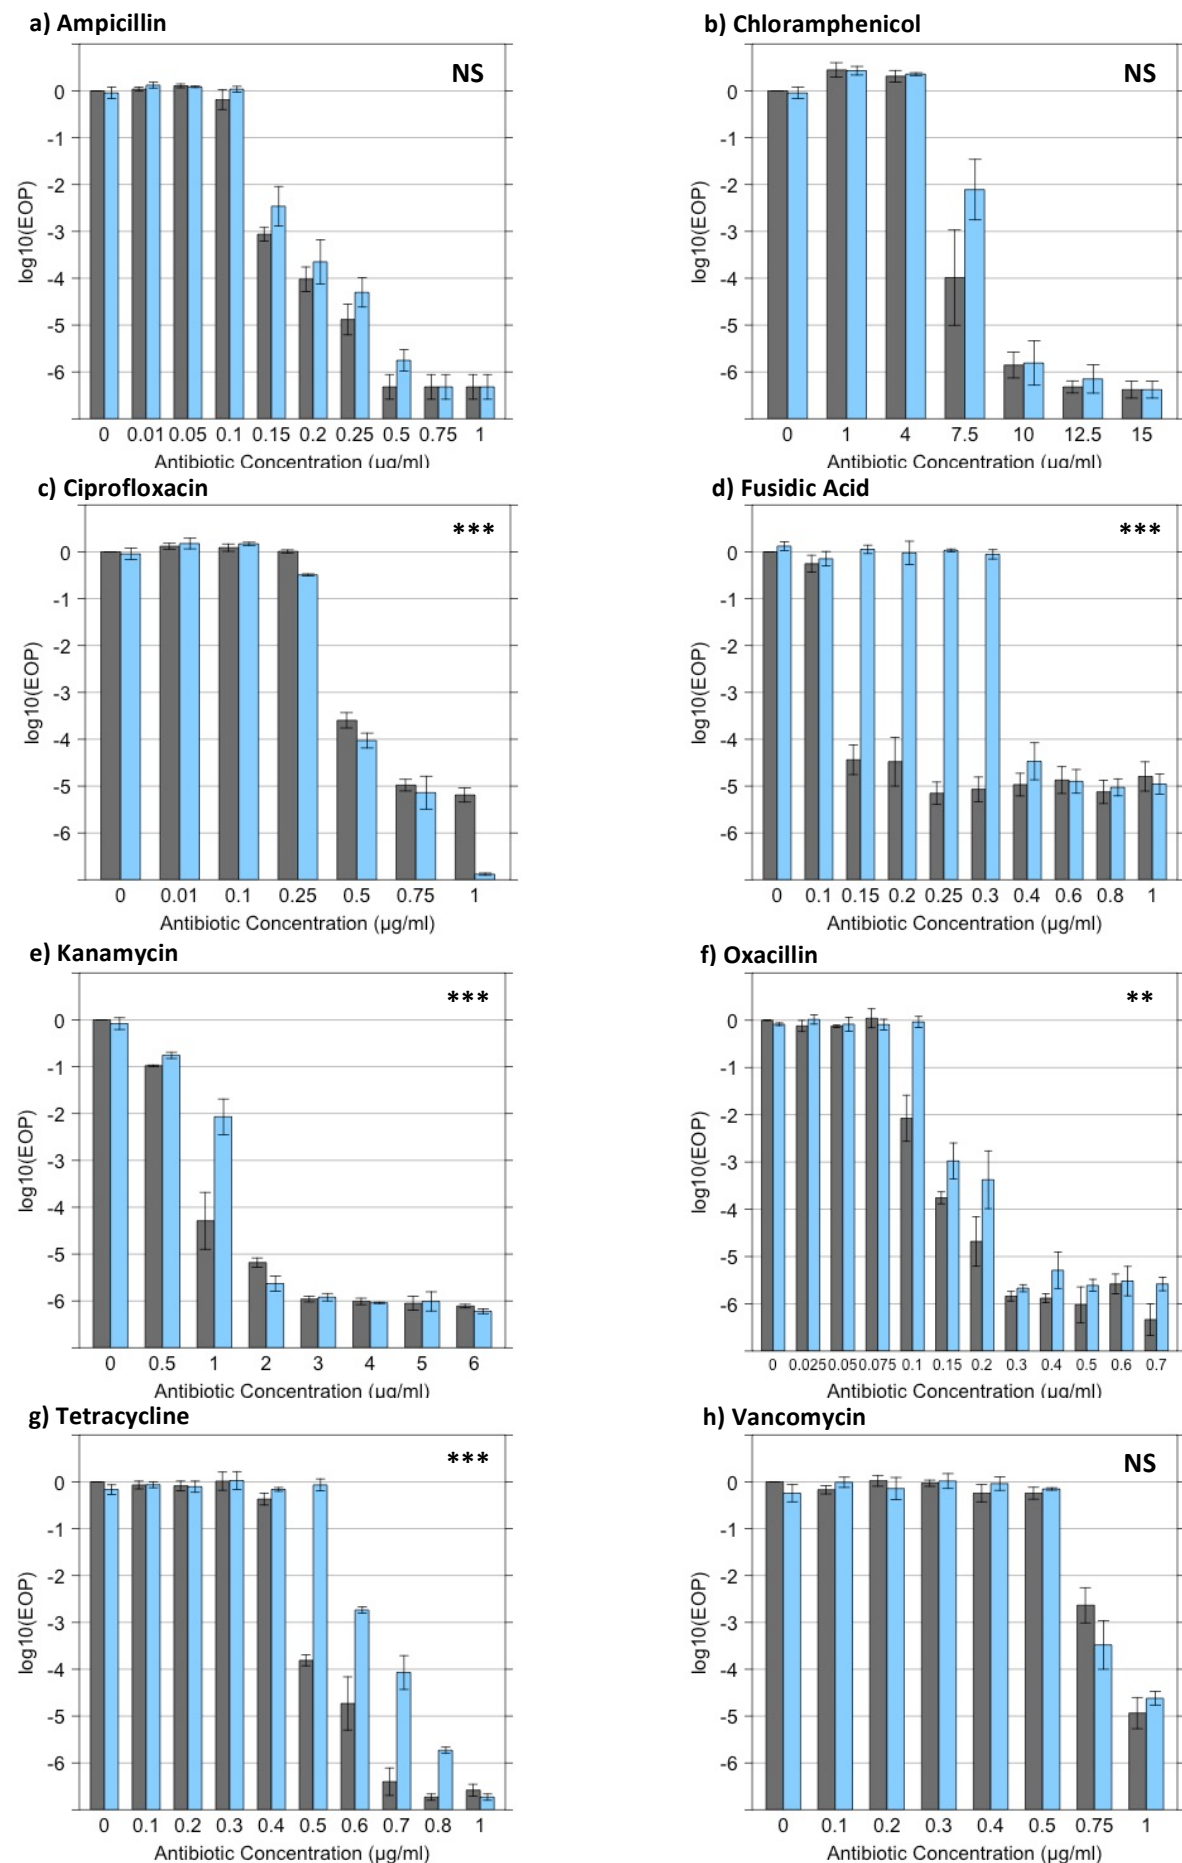 a) Ampicillin
NS
log10(EOP)
0
-1
-2
-3
-4
-5
-6
0 0.01 0.05 0.1 0.15 0.2 0.25 0.5 0.75 1
Antibiotic Concentration (µg/ml)
b) Chloramphenicol
NS
log10(EOP)
0
-1
-2
-3
-4
-5
-6
0 1 4 7.5 10 12.5 15
Antibiotic Concentration (µg/ml)
c) Ciprofloxacin
***
log10(EOP)
0
-1
-2
-3
-4
-5
-6
0 0.01 0.1 0.25 0.5 0.75 1
Antibiotic Concentration (µg/ml)
d) Fusidic Acid
***
log10(EOP)
0
-1
-2
-3
-4
-5
-6
0 0.1 0.15 0.2 0.25 0.3 0.4 0.6 0.8 1
Antibiotic Concentration (µg/ml)
e) Kanamycin
***
log10(EOP)
0
-1
-2
-3
-4
-5
-6
0 0.5 1 2 3 4 5 6
Antibiotic Concentration (µg/ml)
f) Oxacillin
**
log10(EOP)
0
-1
-2
-3
-4
-5
-6
0 0.025 0.05 0.075 0.1 0.15 0.2 0.3 0.4 0.5 0.6 0.7
Antibiotic Concentration (µg/ml)
g) Tetracycline
***
log10(EOP)
0
-1
-2
-3
-4
-5
-6
0 0.1 0.2 0.3 0.4 0.5 0.6 0.7 0.8 1
Antibiotic Concentration (µg/ml)
h) Vancomycin
NS
log10(EOP)
0
-1
-2
-3
-4
-5
-6
0 0.1 0.2 0.3 0.4 0.5 0.75 1
Antibiotic Concentration (µg/ml)